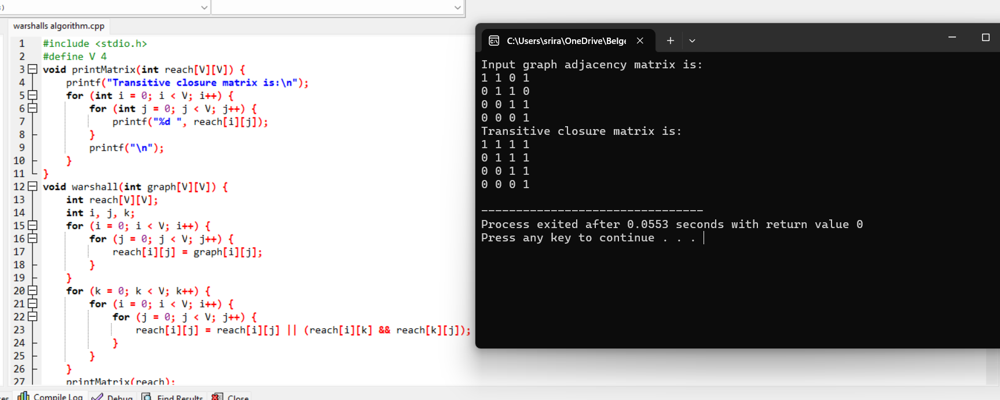 warshalls algorithm.cpp
1 #include <stdio.h>
2 #define V 4
3 void printMatrix(int reach[V][V]) {
4 printf("Transitive closure matrix is:\n");
5 for (int i = 0; i < V; i++) {
6 for (int j = 0; j < V; j++) {
7 printf("%d ", reach[i][j]);
8 }
9 printf("\n");
10 }
11 }
12 void warshall(int graph[V][V]) {
13 int reach[V][V];
14 int i, j, k;
15 for (i = 0; i < V; i++) {
16 for (j = 0; j < V; j++) {
17 reach[i][j] = graph[i][j];
18 }
19 }
20 for (k = 0; k < V; k++) {
21 for (i = 0; i < V; i++) {
22 for (j = 0; j < V; j++) {
23 reach[i][j] = reach[i][j] || (reach[i][k] && reach[k][j]);
24 }
25 }
26 }
27 printMatrix(reach);
Compile Log Debug Find Results Close
C:\Users\srira\OneDrive\Belge
Input graph adjacency matrix is:
1 1 0 1
0 1 1 0
0 0 1 1
0 0 0 1
Transitive closure matrix is:
1 1 1 1
0 1 1 1
0 0 1 1
0 0 0 1
--------------------------------
Process exited after 0.0553 seconds with return value 0
Press any key to continue . . .